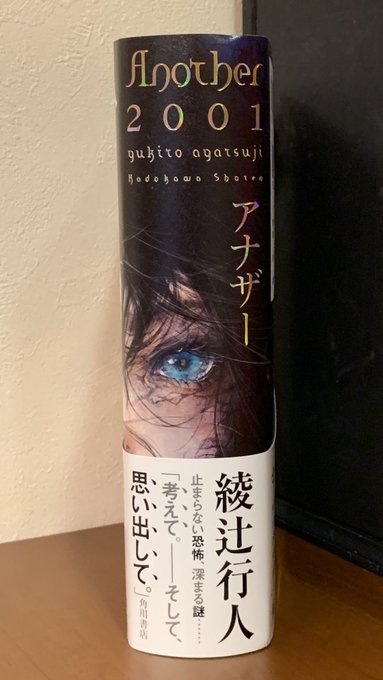 Another
2001
yukito ayatsuji
Kadokawa Shoten
アナザー
綾辻行人
止まらない恐怖、深まる謎……
「考えて。――そして、
思い出して。」
角川書店